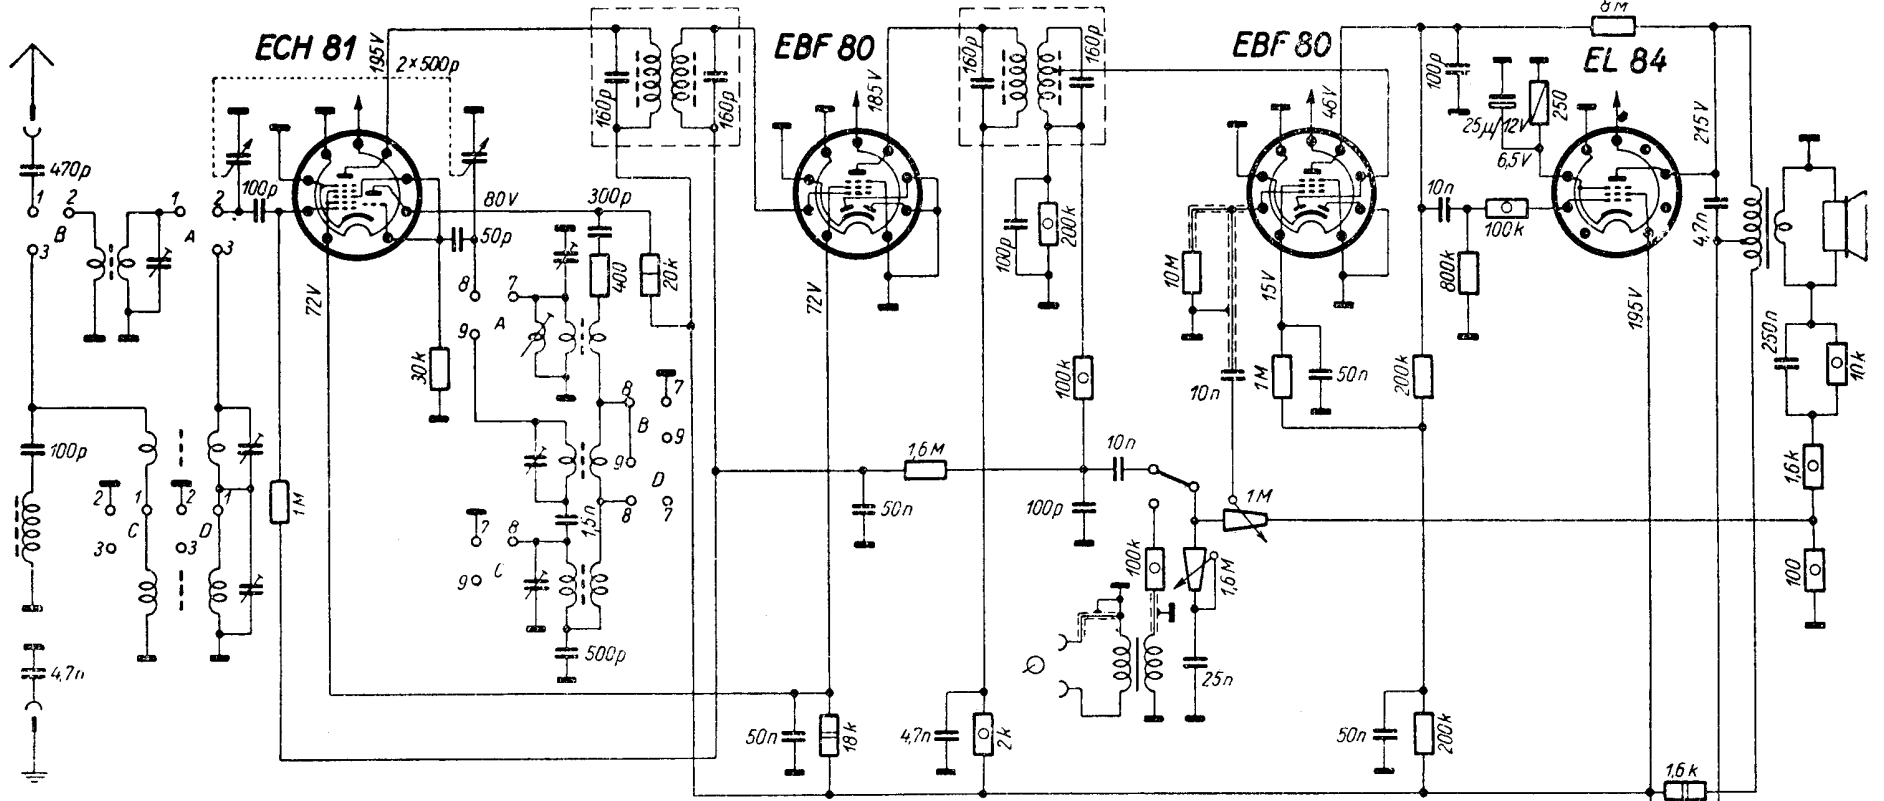 ECH 81
EBF 80
EBF 80
EL 84
8M
195V
2×500p
160p
160p
185V
160p
160p
46V
100p
25µ/12V
250
6,5V
215V
470p
1
2
1
2
3
B
A
3
100p
80V
300p
50p
8
7
9
A
400
20k
72V
72V
100p
200k
10M
15V
10n
100k
800k
4,7n
195V
250n
10k
30k
8
7
B
9
9
100k
10n
1M
50n
200k
100p
1,6M
10n
1M
1,6k
2
1
2
1
3
C
3
D
1M
7
8
1,5n
8
7
D
9
C
50n
100p
100k
1,6M
100
500p
25n
4,7n
50n
18k
4,7n
2k
50n
200k
1,6k